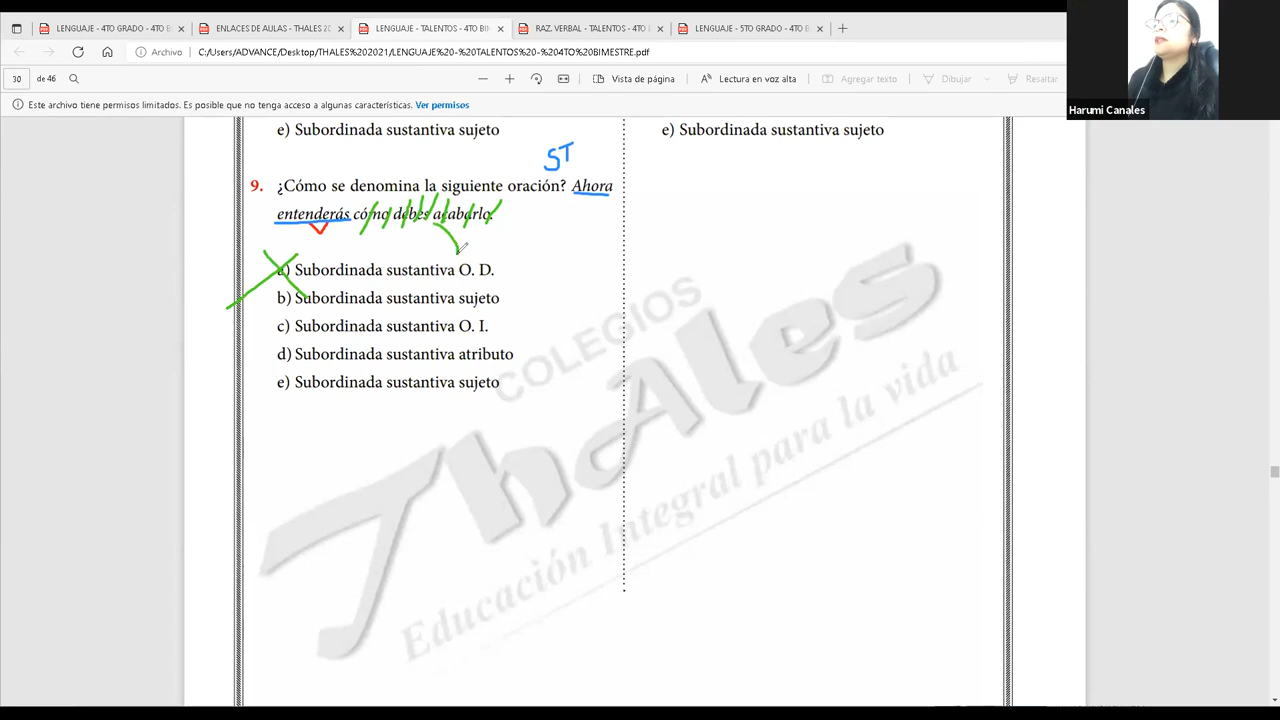 LENGUAJE - 4TO GRADO - 4TO B
ENLACES DE AULAS - THALES 20
LENGUAJE - TALENTOS - 4TO BIM
RAZ. VERBAL - TALENTOS - 4TO
LENGUAJE - 5TO GRADO - 4TO B
Archivo C:/Users/ADVANCE/Desktop/THALES%202021/LENGUAJE%20-%20TALENTOS%20-%204TO%20BIMESTRE.pdf
30 de 46 Vista de página Lectura en voz alta Agregar texto Dibujar Resaltar
Este archivo tiene permisos limitados. Es posible que no tenga acceso a algunas características. Ver permisos
Harumi Canales
e) Subordinada sustantiva sujeto
ST
9. ¿Cómo se denomina la siguiente oración? Ahora
entenderás cómo debes acabarlo.
a) Subordinada sustantiva O. D.
b) Subordinada sustantiva sujeto
c) Subordinada sustantiva O. I.
d) Subordinada sustantiva atributo
e) Subordinada sustantiva sujeto
e) Subordinada sustantiva sujeto
COLEGIOS
Thales
Educación Integral para la vida